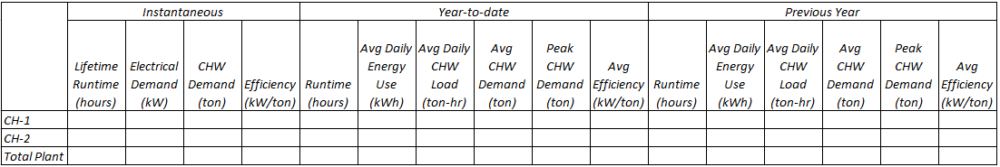 Instantaneous Year-to-date Previous Year
Avg Daily Avg Daily Avg Peak Avg Daily Avg Daily Avg Peak
Lifetime Electrical CHW Energy CHW CHW CHW Avg Energy CHW CHW CHW Avg
Runtime Demand Demand Efficiency Runtime Use Load Demand Demand Efficiency Runtime Use Load Demand Demand Efficiency
(hours) (kW) (ton) (kW/ton) (hours) (kWh) (ton-hr) (ton) (ton) (kW/ton) (hours) (kWh) (ton-hr) (ton) (ton) (kW/ton)
CH-1
CH-2
Total Plant